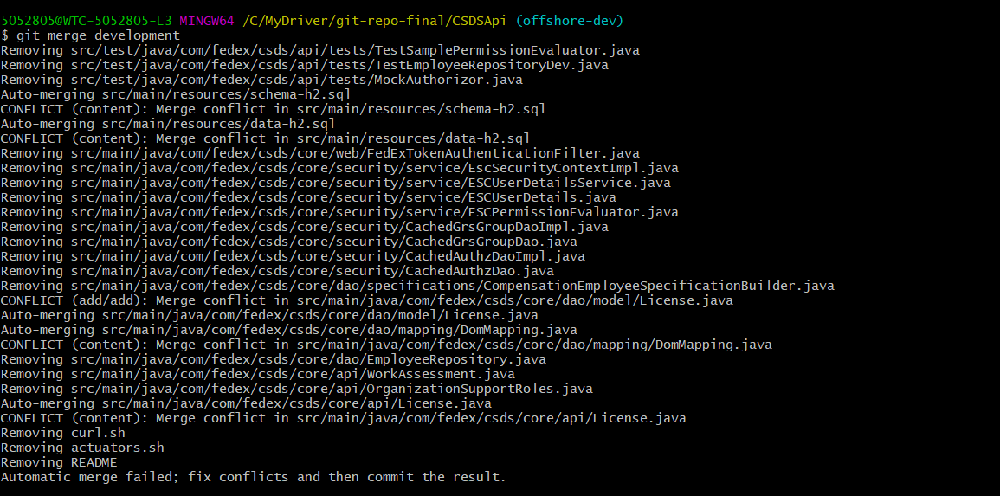 5052805@WTC-5052805-L3 MINGW64 /C/MyDriver/git-repo-final/CSDSApi (offshore-dev)
$ git merge development
Removing src/test/java/com/fedex/csds/api/tests/TestSamplePermissionEvaluator.java
Removing src/test/java/com/fedex/csds/api/tests/TestEmployeeRepositoryDev.java
Removing src/test/java/com/fedex/csds/api/tests/MockAuthorizor.java
Auto-merging src/main/resources/schema-h2.sql
CONFLICT (content): Merge conflict in src/main/resources/schema-h2.sql
Auto-merging src/main/resources/data-h2.sql
CONFLICT (content): Merge conflict in src/main/resources/data-h2.sql
Removing src/main/java/com/fedex/csds/core/web/FedExTokenAuthenticationFilter.java
Removing src/main/java/com/fedex/csds/core/security/service/EscSecurityContextImpl.java
Removing src/main/java/com/fedex/csds/core/security/service/ESCUserDetailsService.java
Removing src/main/java/com/fedex/csds/core/security/service/ESCUserDetails.java
Removing src/main/java/com/fedex/csds/core/security/service/ESCPermissionEvaluator.java
Removing src/main/java/com/fedex/csds/core/security/CachedGrsGroupDaoImpl.java
Removing src/main/java/com/fedex/csds/core/security/CachedGrsGroupDao.java
Removing src/main/java/com/fedex/csds/core/security/CachedAuthzDaoImpl.java
Removing src/main/java/com/fedex/csds/core/security/CachedAuthzDao.java
Removing src/main/java/com/fedex/csds/core/dao/specifications/CompensationEmployeeSpecificationBuilder.java
CONFLICT (add/add): Merge conflict in src/main/java/com/fedex/csds/core/dao/model/License.java
Auto-merging src/main/java/com/fedex/csds/core/dao/model/License.java
Auto-merging src/main/java/com/fedex/csds/core/dao/mapping/DomMapping.java
CONFLICT (content): Merge conflict in src/main/java/com/fedex/csds/core/dao/mapping/DomMapping.java
Removing src/main/java/com/fedex/csds/core/dao/EmployeeRepository.java
Removing src/main/java/com/fedex/csds/core/api/WorkAssessment.java
Removing src/main/java/com/fedex/csds/core/api/OrganizationSupportRoles.java
Auto-merging src/main/java/com/fedex/csds/core/api/License.java
CONFLICT (content): Merge conflict in src/main/java/com/fedex/csds/core/api/License.java
Removing curl.sh
Removing actuators.sh
Removing README
Automatic merge failed; fix conflicts and then commit the result.